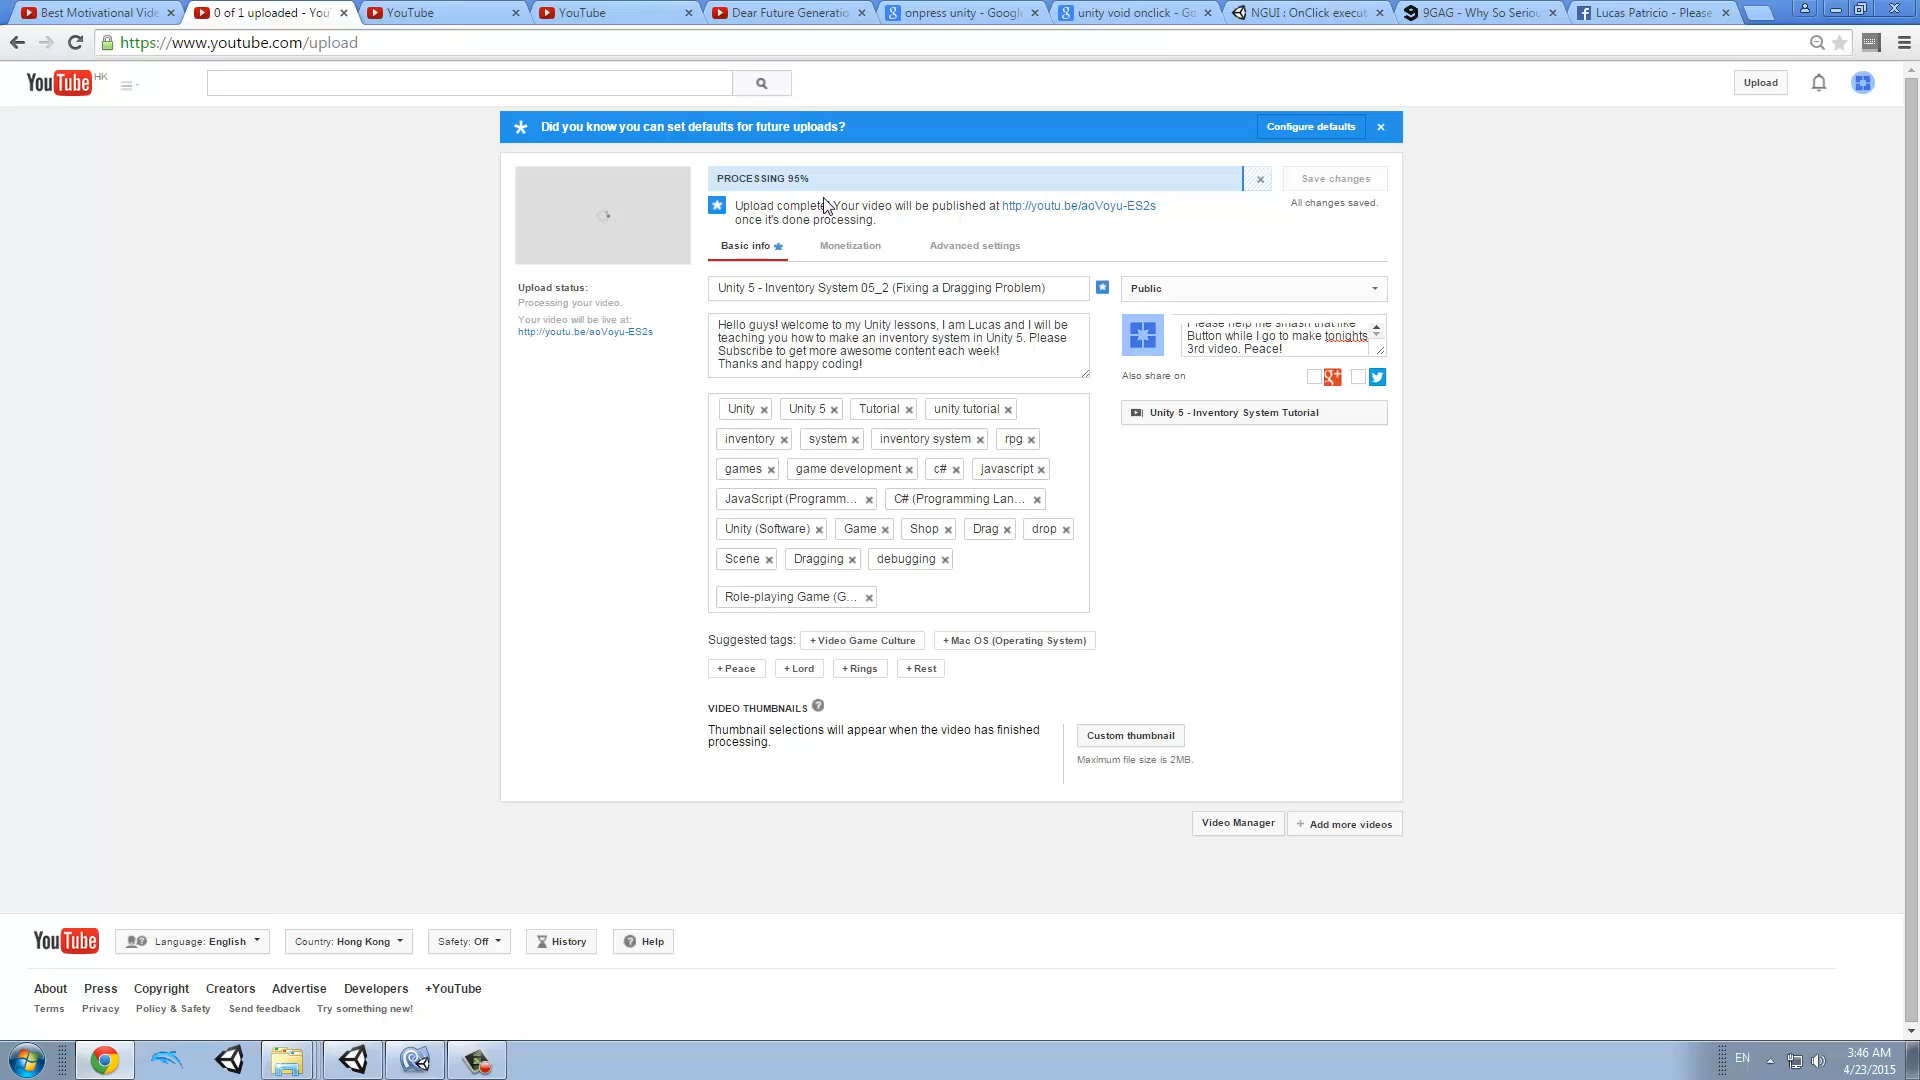 Best Motivational Vide
0 of 1 uploaded - You
YouTube
YouTube
Dear Future Generatio
onpress unity - Google
unity void onclick - Go
NGUI : OnClick execut
9GAG - Why So Seriou
Lucas Patricio - Please
https://www.youtube.com/upload
YouTube HK
Upload
Did you know you can set defaults for future uploads?
Configure defaults
PROCESSING 95%
Save changes
Upload complete! Your video will be published at http://youtu.be/aoVoyu-ES2s
once it's done processing.
All changes saved.
Basic info
Monetization
Advanced settings
Upload status:
Processing your video.
Your video will be live at:
http://youtu.be/aoVoyu-ES2s
Unity 5 - Inventory System 05_2 (Fixing a Dragging Problem)
Public
Hello guys! welcome to my Unity lessons, I am Lucas and I will be
teaching you how to make an inventory system in Unity 5. Please
Subscribe to get more awesome content each week!
Thanks and happy coding!
Please help me smash that like
Button while I go to make tonights
3rd video. Peace!
Also share on
Unity 5 - Inventory System Tutorial
Unity
Unity 5
Tutorial
unity tutorial
inventory
system
inventory system
rpg
games
game development
c#
javascript
JavaScript (Programm...
C# (Programming Lan...
Unity (Software)
Game
Shop
Drag
drop
Scene
Dragging
debugging
Role-playing Game (G...
Suggested tags:
+ Video Game Culture
+ Mac OS (Operating System)
+ Peace
+ Lord
+ Rings
+ Rest
VIDEO THUMBNAILS ?
Thumbnail selections will appear when the video has finished
processing.
Custom thumbnail
Maximum file size is 2MB.
Video Manager
+ Add more videos
YouTube
Language: English
Country: Hong Kong
Safety: Off
History
Help
About
Press
Copyright
Creators
Advertise
Developers
+YouTube
Terms
Privacy
Policy & Safety
Send feedback
Try something new!
EN
3:46 AM
4/23/2015